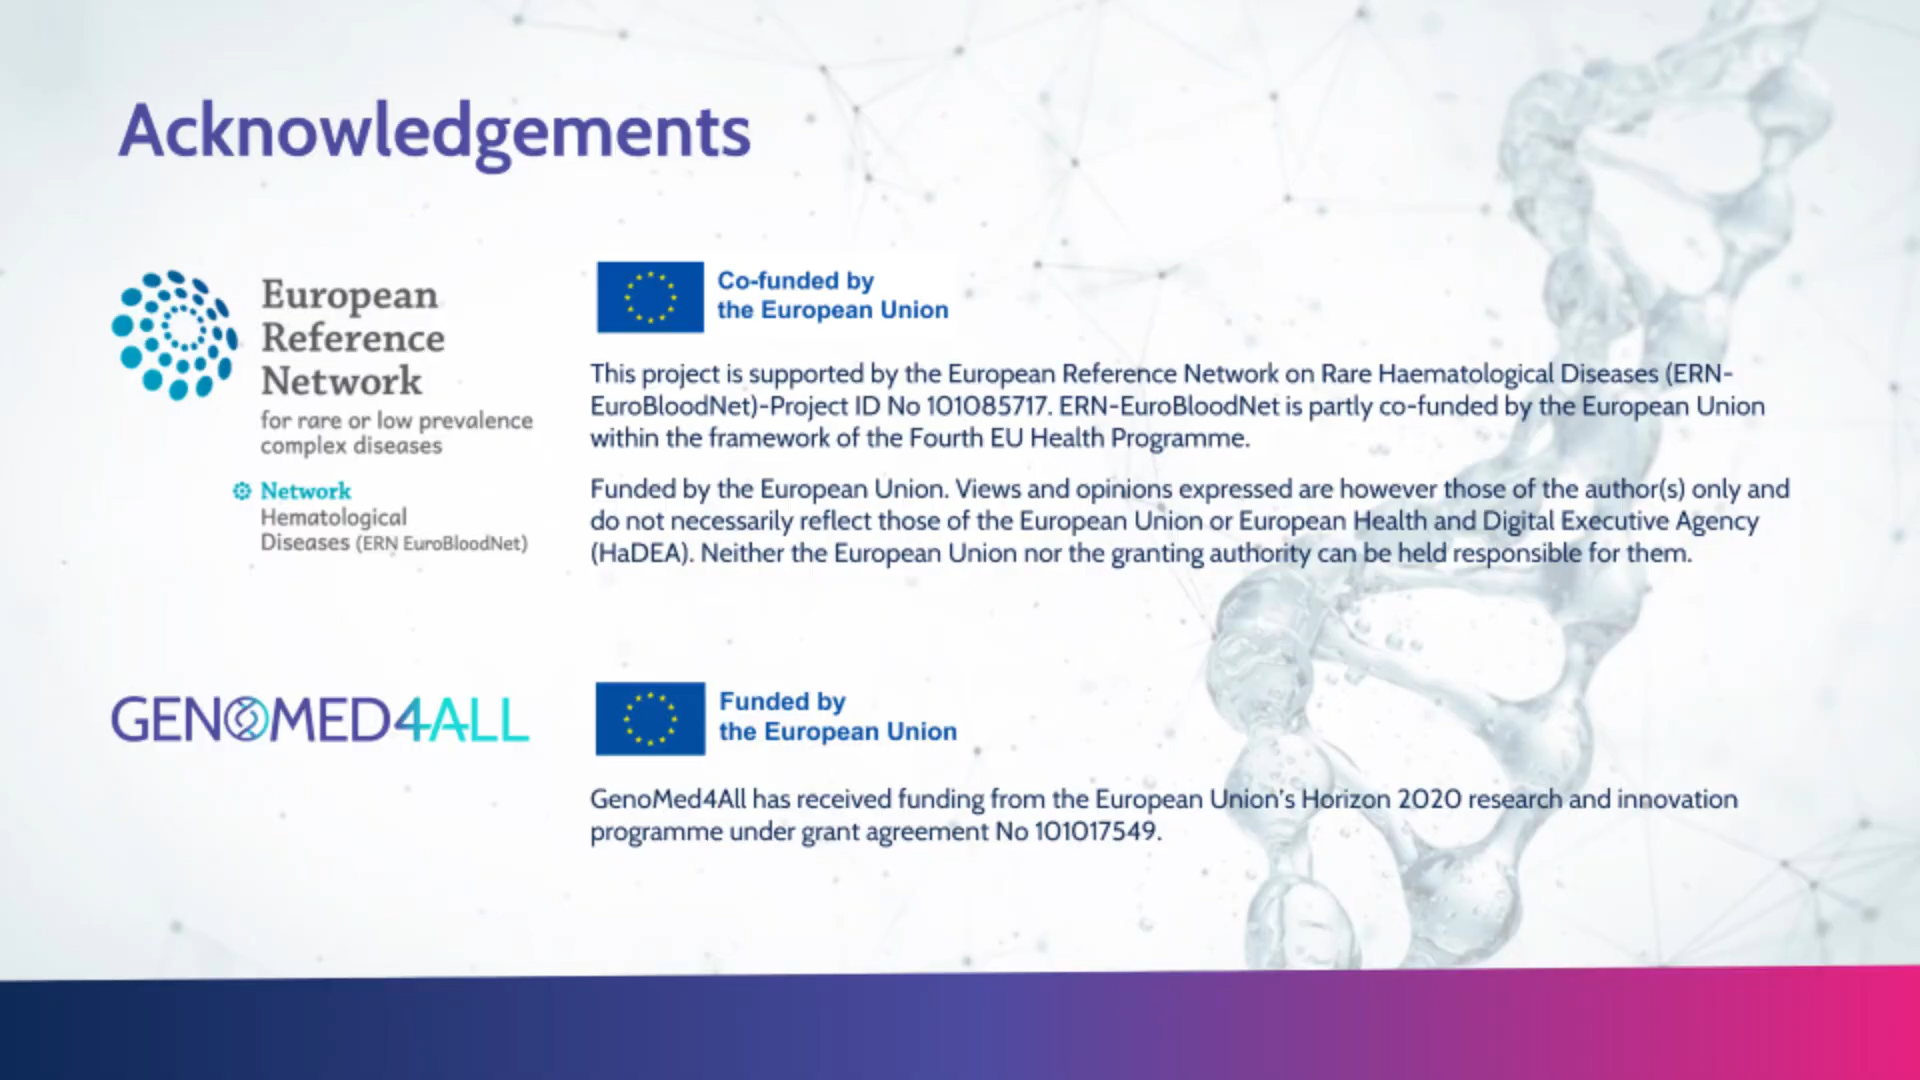 Acknowledgements
European
Reference
Network
for rare or low prevalence
complex diseases
Network
Hematological
Diseases (ERN EuroBloodNet)
Co-funded by
the European Union
This project is supported by the European Reference Network on Rare Haematological Diseases (ERN-
EuroBloodNet)-Project ID No 101085717. ERN-EuroBloodNet is partly co-funded by the European Union
within the framework of the Fourth EU Health Programme.
Funded by the European Union. Views and opinions expressed are however those of the author(s) only and
do not necessarily reflect those of the European Union or European Health and Digital Executive Agency
(HaDEA). Neither the European Union nor the granting authority can be held responsible for them.
GENOMED4ALL
Funded by
the European Union
GenoMed4All has received funding from the European Union's Horizon 2020 research and innovation
programme under grant agreement No 101017549.